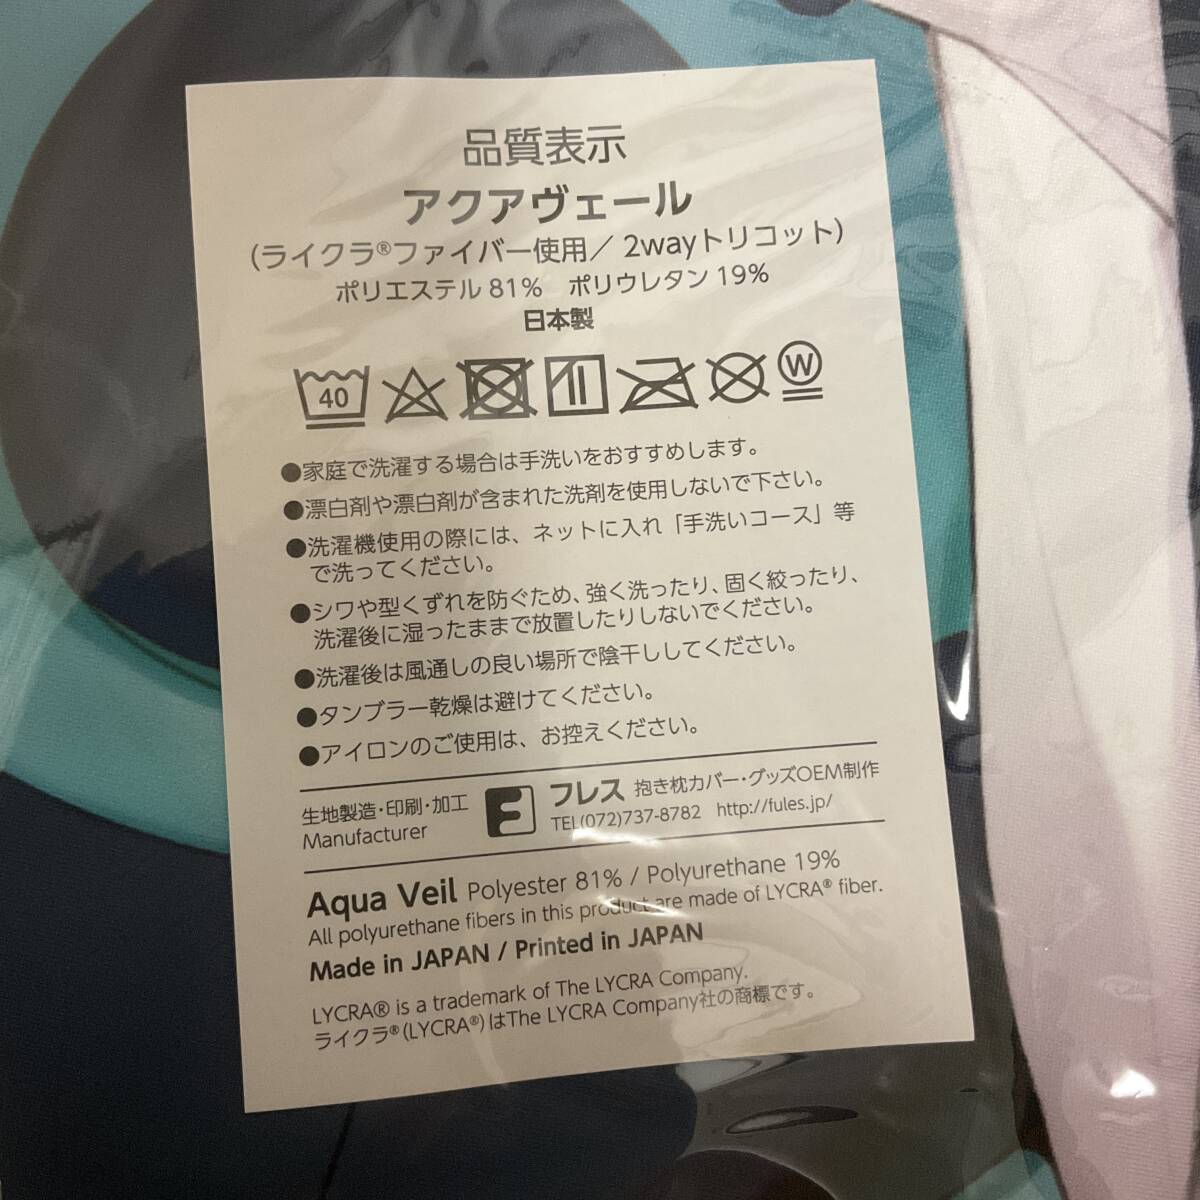 品質表示
アクアヴェール
(ライクラ®ファイバー使用／2wayトリコット)
ポリエステル 81%　ポリウレタン 19%
日本製
40
W
●家庭で洗濯する場合は手洗いをおすすめします。
●漂白剤や漂白剤が含まれた洗剤を使用しないで下さい。
●洗濯機使用の際には、ネットに入れ「手洗いコース」等
で洗ってください。
●シワや型くずれを防ぐため、強く洗ったり、固く絞ったり、
洗濯後に湿ったままで放置したりしないでください。
●洗濯後は風通しの良い場所で陰干ししてください。
●タンブラー乾燥は避けてください。
●アイロンのご使用は、お控えください。
生地製造・印刷・加工
Manufacturer
フレス 抱き枕カバー・グッズOEM制作
TEL(072)737-8782 http://fules.jp/
Aqua Veil Polyester 81% / Polyurethane 19%
All polyurethane fibers in this product are made of LYCRA® fiber.
Made in JAPAN / Printed in JAPAN
LYCRA® is a trademark of The LYCRA Company.
ライクラ®(LYCRA®)はThe LYCRA Company社の商標です。